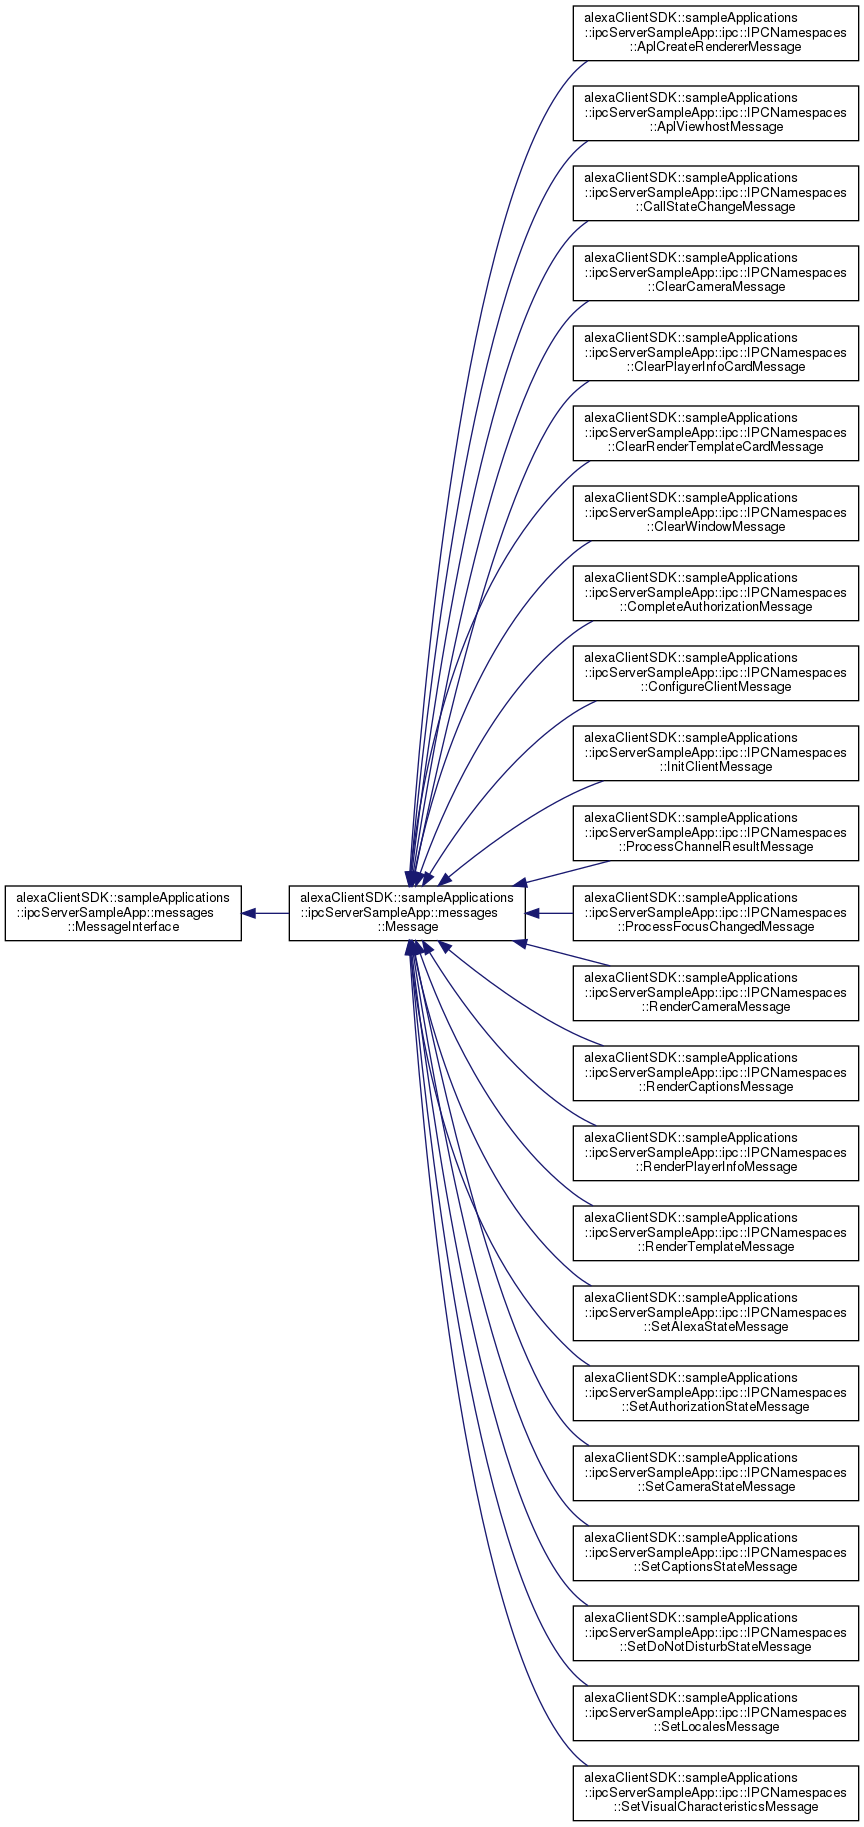 alexaClientSDK::sampleApplications
::ipcServerSampleApp::ipc::IPCNamespaces
::AplCreateRendererMessage
alexaClientSDK::sampleApplications
::ipcServerSampleApp::ipc::IPCNamespaces
::AplViewhostMessage
alexaClientSDK::sampleApplications
::ipcServerSampleApp::ipc::IPCNamespaces
::CallStateChangeMessage
alexaClientSDK::sampleApplications
::ipcServerSampleApp::ipc::IPCNamespaces
::ClearCameraMessage
alexaClientSDK::sampleApplications
::ipcServerSampleApp::ipc::IPCNamespaces
::ClearPlayerInfoCardMessage
alexaClientSDK::sampleApplications
::ipcServerSampleApp::ipc::IPCNamespaces
::ClearRenderTemplateCardMessage
alexaClientSDK::sampleApplications
::ipcServerSampleApp::ipc::IPCNamespaces
::ClearWindowMessage
alexaClientSDK::sampleApplications
::ipcServerSampleApp::ipc::IPCNamespaces
::CompleteAuthorizationMessage
alexaClientSDK::sampleApplications
::ipcServerSampleApp::ipc::IPCNamespaces
::ConfigureClientMessage
alexaClientSDK::sampleApplications
::ipcServerSampleApp::ipc::IPCNamespaces
::InitClientMessage
alexaClientSDK::sampleApplications
::ipcServerSampleApp::ipc::IPCNamespaces
::ProcessChannelResultMessage
alexaClientSDK::sampleApplications
::ipcServerSampleApp::messages
::MessageInterface
alexaClientSDK::sampleApplications
::ipcServerSampleApp::messages
::Message
alexaClientSDK::sampleApplications
::ipcServerSampleApp::ipc::IPCNamespaces
::ProcessFocusChangedMessage
alexaClientSDK::sampleApplications
::ipcServerSampleApp::ipc::IPCNamespaces
::RenderCameraMessage
alexaClientSDK::sampleApplications
::ipcServerSampleApp::ipc::IPCNamespaces
::RenderCaptionsMessage
alexaClientSDK::sampleApplications
::ipcServerSampleApp::ipc::IPCNamespaces
::RenderPlayerInfoMessage
alexaClientSDK::sampleApplications
::ipcServerSampleApp::ipc::IPCNamespaces
::RenderTemplateMessage
alexaClientSDK::sampleApplications
::ipcServerSampleApp::ipc::IPCNamespaces
::SetAlexaStateMessage
alexaClientSDK::sampleApplications
::ipcServerSampleApp::ipc::IPCNamespaces
::SetAuthorizationStateMessage
alexaClientSDK::sampleApplications
::ipcServerSampleApp::ipc::IPCNamespaces
::SetCameraStateMessage
alexaClientSDK::sampleApplications
::ipcServerSampleApp::ipc::IPCNamespaces
::SetCaptionsStateMessage
alexaClientSDK::sampleApplications
::ipcServerSampleApp::ipc::IPCNamespaces
::SetDoNotDisturbStateMessage
alexaClientSDK::sampleApplications
::ipcServerSampleApp::ipc::IPCNamespaces
::SetLocalesMessage
alexaClientSDK::sampleApplications
::ipcServerSampleApp::ipc::IPCNamespaces
::SetVisualCharacteristicsMessage